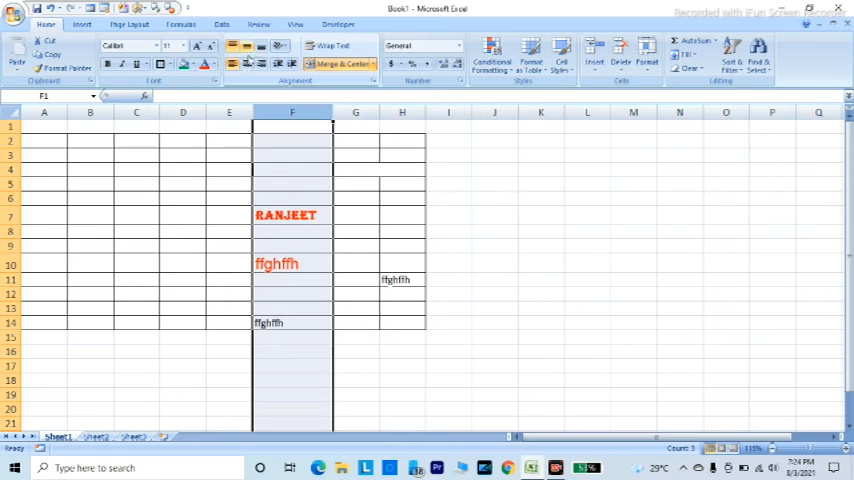 Book1 - Microsoft Excel
Recorded with iFun Screen Recorder
Home Insert Page Layout Formulas Data Review View Developer
Paste
Cut
Copy
Format Painter
Clipboard
Calibri 11
B I U
Font
Wrap Text
Merge & Center
Alignment
General
$ % ,
Number
Conditional Formatting
Format as Table
Cell Styles
Styles
Insert Delete Format
Cells
AutoSum
Fill
Clear
Sort & Filter
Find & Select
Editing
F1
A B C D E F G H I J K L M N O P Q
1
2
3
4
5
6
7 RANJEET
8
9
10 ffghffh
11 ffghffh
12
13
14 ffghffh
15
16
17
18
19
20
21
Sheet1 Sheet2 Sheet3
Ready Count: 3 115%
Type here to search
53% 29°C 7:24 PM
8/3/2021